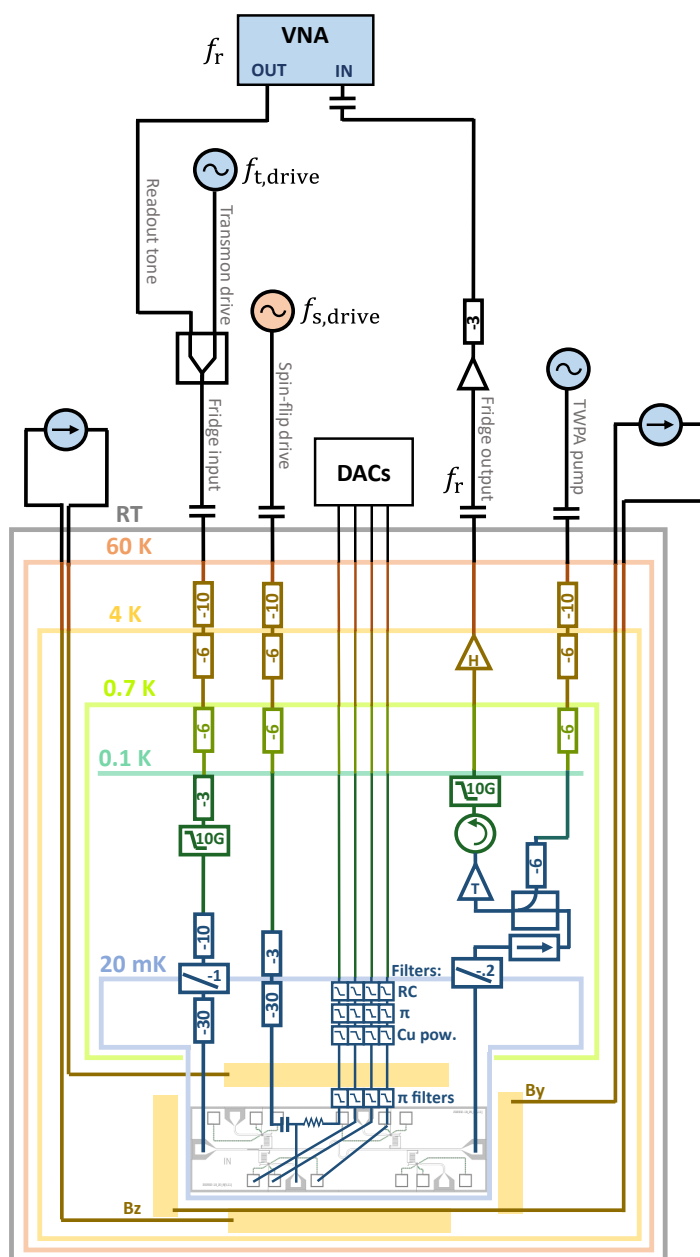 VNA
f_r
OUT IN
f_t,drive
Readout tone
Transmon drive
f_s,drive
-3
Spin-flip drive
Fridge input
Fridge output
TWPA pump
DACs
f_r
RT
60 K
-10
-10
-10
4 K
-6
-6
H
-6
0.7 K
-6
-6
-6
0.1 K
-3
10G
10G
-6
T
-10
-3
20 mK
-1
Filters:
-.2
-30
-30
RC
π
Cu pow.
π filters
By
IN
Bz